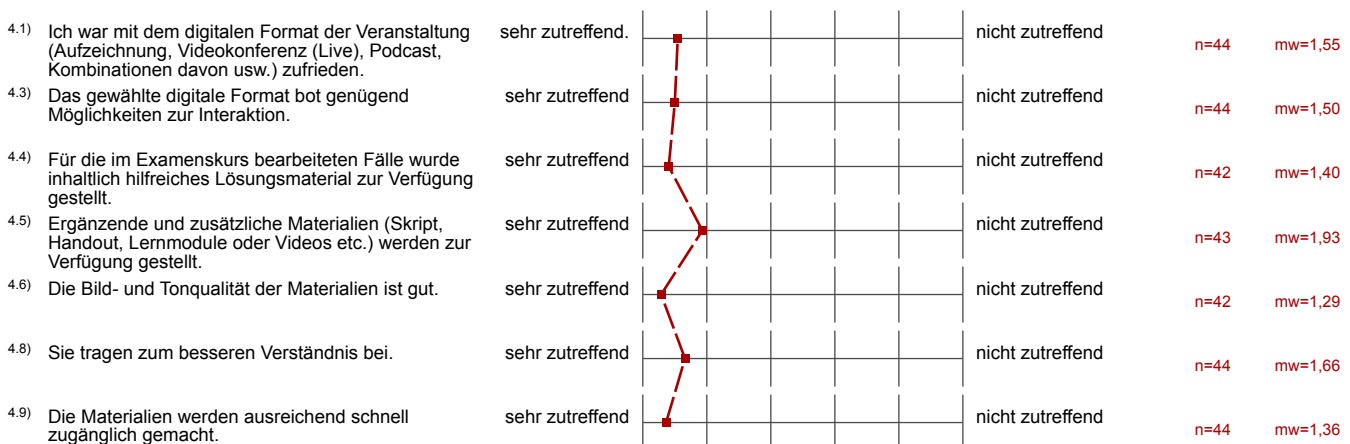 4.1) Ich war mit dem digitalen Format der Veranstaltung
(Aufzeichnung, Videokonferenz (Live), Podcast,
Kombinationen davon usw.) zufrieden.
sehr zutreffend.
nicht zutreffend
n=44 mw=1,55
4.3) Das gewählte digitale Format bot genügend
Möglichkeiten zur Interaktion.
sehr zutreffend
nicht zutreffend
n=44 mw=1,50
4.4) Für die im Examenskurs bearbeiteten Fälle wurde
inhaltlich hilfreiches Lösungsmaterial zur Verfügung
gestellt.
sehr zutreffend
nicht zutreffend
n=42 mw=1,40
4.5) Ergänzende und zusätzliche Materialien (Skript,
Handout, Lernmodule oder Videos etc.) werden zur
Verfügung gestellt.
sehr zutreffend
nicht zutreffend
n=43 mw=1,93
4.6) Die Bild- und Tonqualität der Materialien ist gut.
sehr zutreffend
nicht zutreffend
n=42 mw=1,29
4.8) Sie tragen zum besseren Verständnis bei.
sehr zutreffend
nicht zutreffend
n=44 mw=1,66
4.9) Die Materialien werden ausreichend schnell
zugänglich gemacht.
sehr zutreffend
nicht zutreffend
n=44 mw=1,36